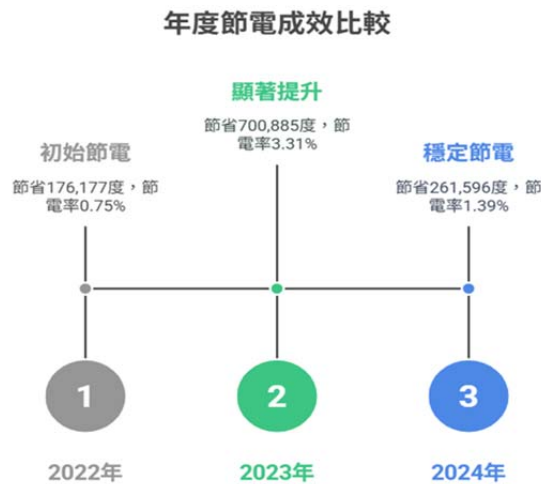 年度節電成效比較
顯著提升
節省700,885度，節
電率3.31%
初始節電
節省176,177度，節
電率0.75%
穩定節電
節省261,596度，節
電率1.39%
1
2
3
2022年
2023年
2024年